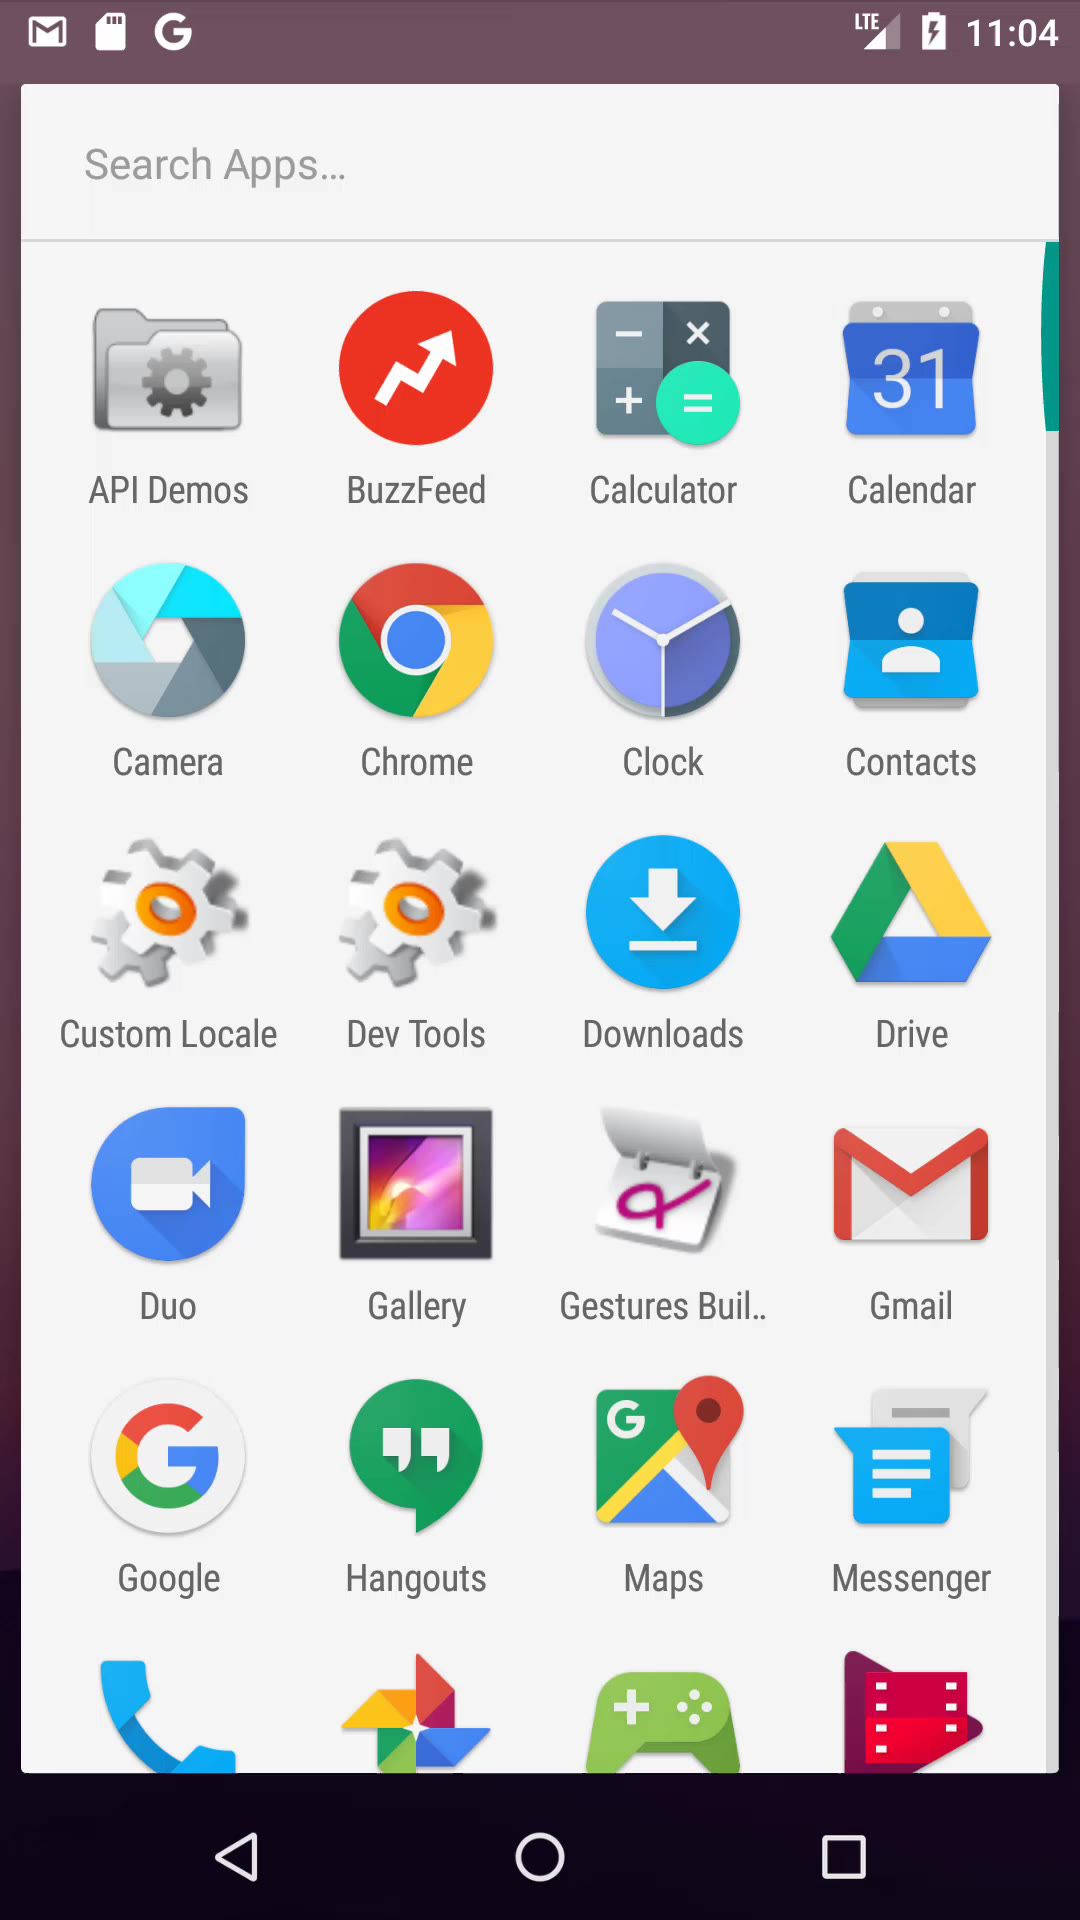 LTE 11:04
Search Apps...
31
API Demos BuzzFeed Calculator Calendar
Camera Chrome Clock Contacts
Custom Locale Dev Tools Downloads Drive
Duo Gallery Gestures Buil.. Gmail
Google Hangouts Maps Messenger